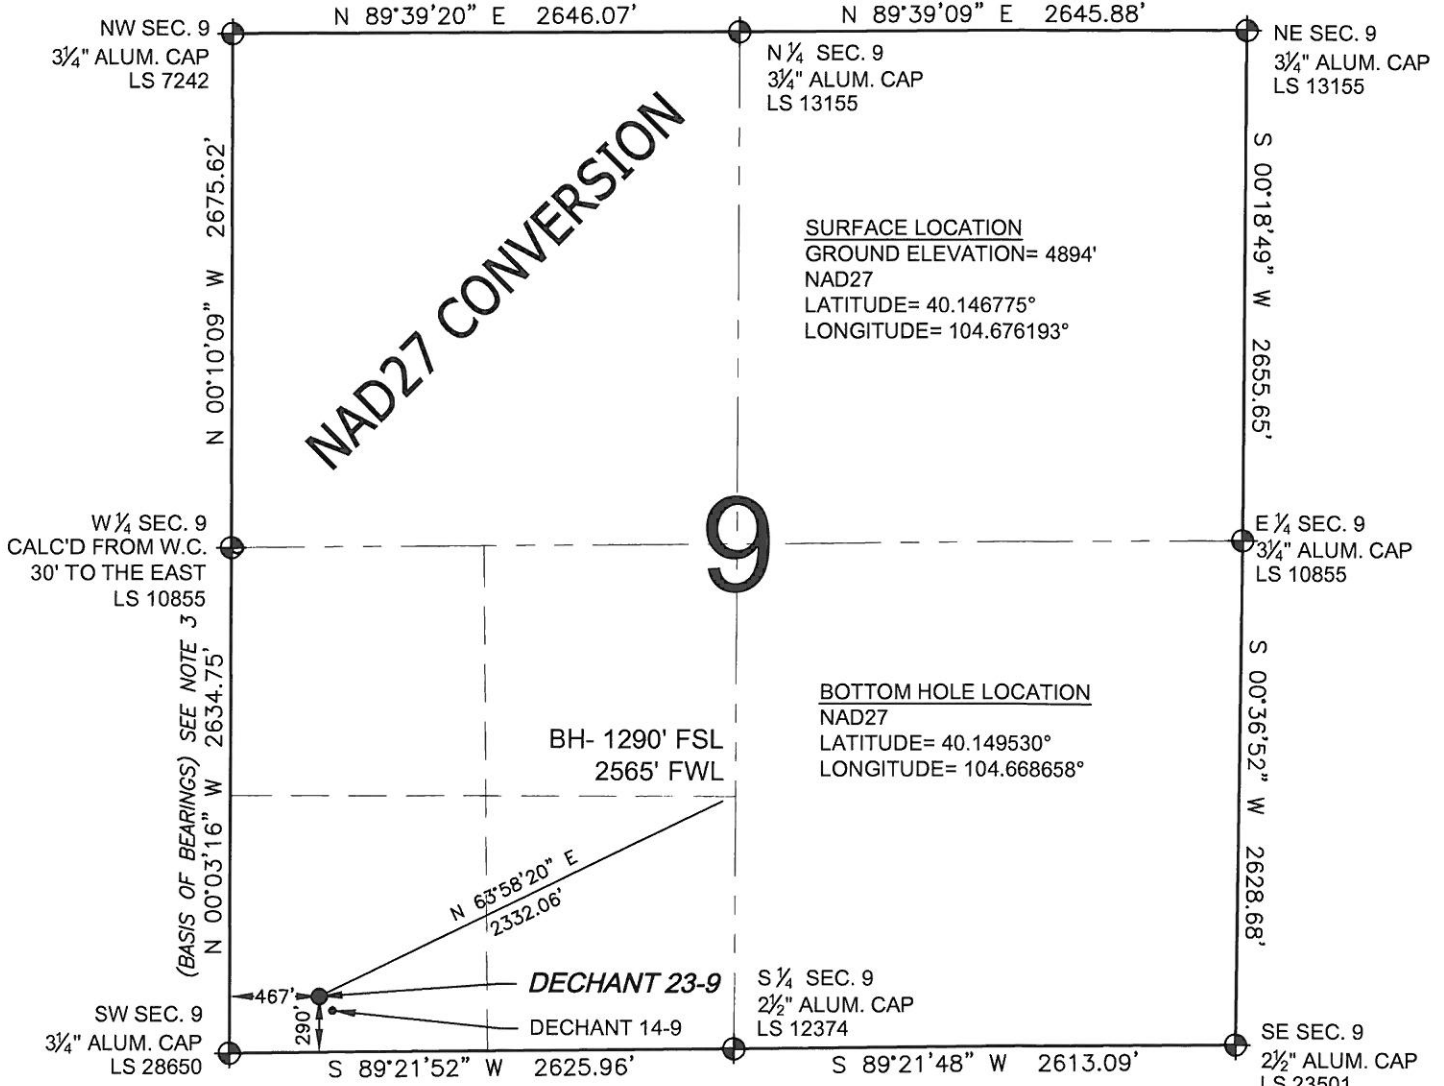 N 89°39'20" E 2646.07'
N 89°39'09" E 2645.88'
NW SEC. 9
3¼" ALUM. CAP
LS 7242
N ¼ SEC. 9
3¼" ALUM. CAP
LS 13155
NE SEC. 9
3¼" ALUM. CAP
LS 13155
N 00°10'09" W 2675.62'
NAD27 CONVERSION
S 00°18'49" W 2655.65'
SURFACE LOCATION
GROUND ELEVATION= 4894'
NAD27
LATITUDE= 40.146775°
LONGITUDE= 104.676193°
W ¼ SEC. 9
CALC'D FROM W.C.
30' TO THE EAST
LS 10855
9
E ¼ SEC. 9
3¼" ALUM. CAP
LS 10855
(BASIS OF BEARINGS) SEE NOTE 3
N 00°03'16" W 2634.75'
S 00°36'52" W 2628.68'
BOTTOM HOLE LOCATION
NAD27
LATITUDE= 40.149530°
LONGITUDE= 104.668658°
BH- 1290' FSL
2565' FWL
N 63°58'20" E
2332.06'
467'
290'
DECHANT 23-9
DECHANT 14-9
SW SEC. 9
3¼" ALUM. CAP
LS 28650
S ¼ SEC. 9
2½" ALUM. CAP
LS 12374
SE SEC. 9
2½" ALUM. CAP
LS 23501
S 89°21'52" W 2625.96'
S 89°21'48" W 2613.09'